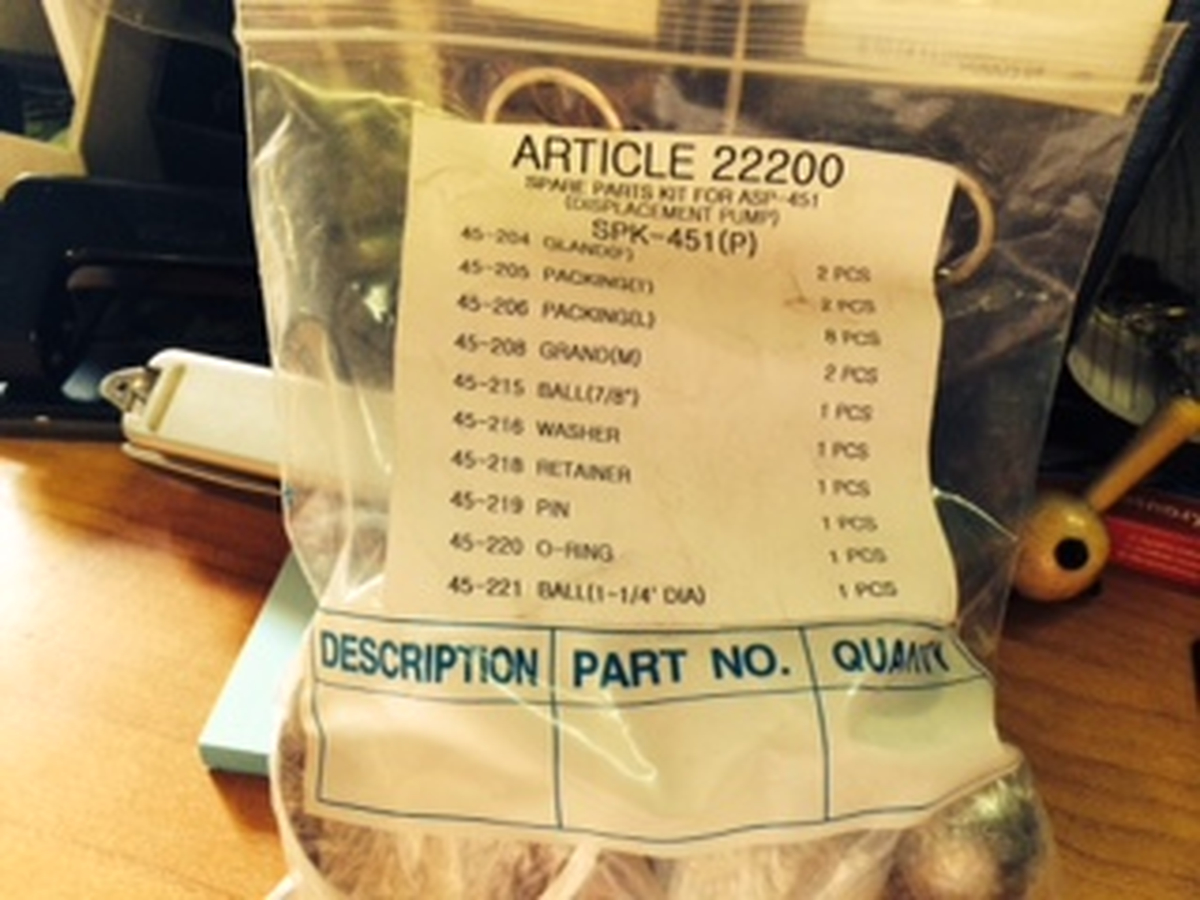 ARTICLE 22200
SPARE PARTS KIT FOR ASP-451
(DISPLACEMENT PUMP)
SPK-451(P)
45-204 GLAND(F) 2 PCS
45-205 PACKING(Y) 2 PCS
45-206 PACKING(L) 8 PCS
45-208 GRAND(M) 2 PCS
45-215 BALL(7/8") 1 PCS
45-216 WASHER 1 PCS
45-218 RETAINER 1 PCS
45-219 PIN 1 PCS
45-220 O-RING 1 PCS
45-221 BALL(1-1/4' DIA) 1 PCS
DESCRIPTION PART NO.